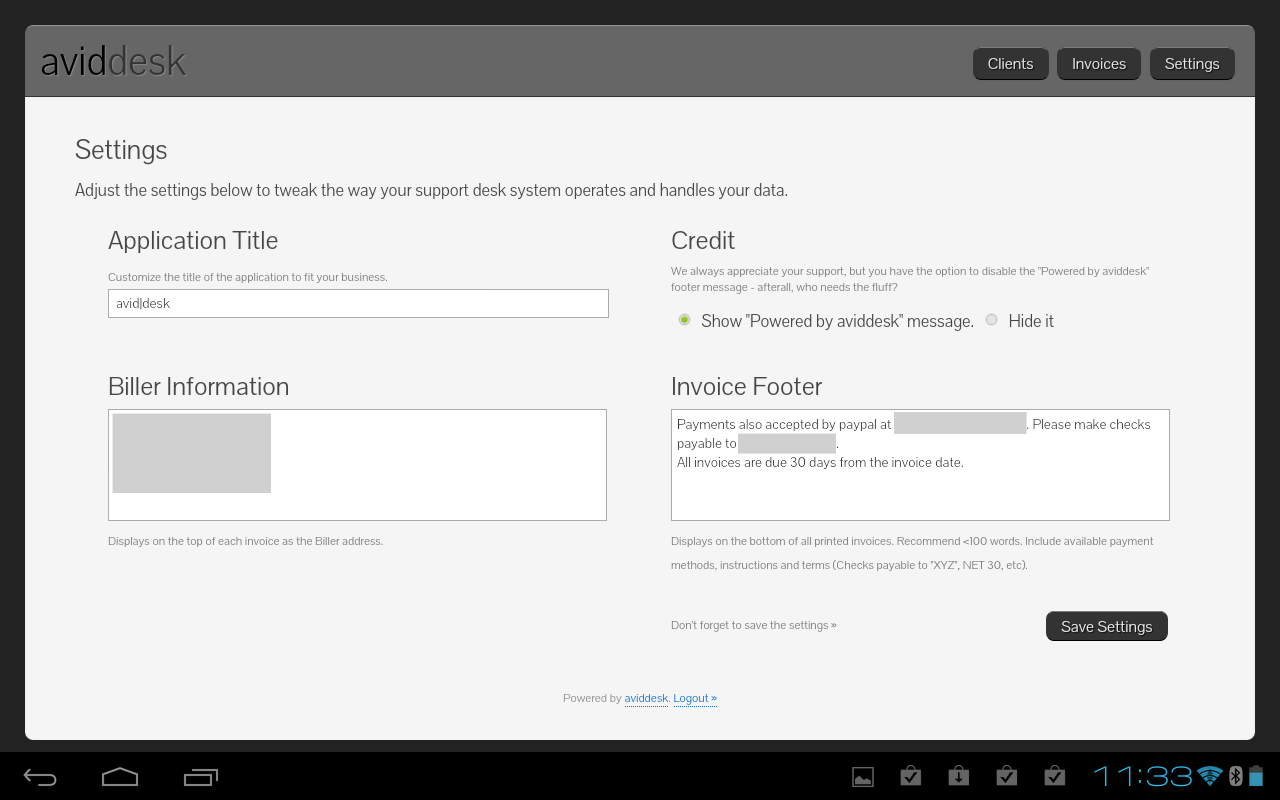 aviddesk
Clients
Invoices
Settings
Settings
Adjust the settings below to tweak the way your support desk system operates and handles your data.
Application Title
Customize the title of the application to fit your business.
avid|desk
Credit
We always appreciate your support, but you have the option to disable the "Powered by aviddesk"
footer message - afterall, who needs the fluff?
Show "Powered by aviddesk" message.
Hide it
Biller Information
Displays on the top of each invoice as the Biller address.
Invoice Footer
Payments also accepted by paypal at . Please make checks
payable to .
All invoices are due 30 days from the invoice date.
Displays on the bottom of all printed invoices. Recommend <100 words. Include available payment
methods, instructions and terms (Checks payable to "XYZ", NET 30, etc).
Don't forget to save the settings »
Save Settings
Powered by aviddesk. Logout »
11:33